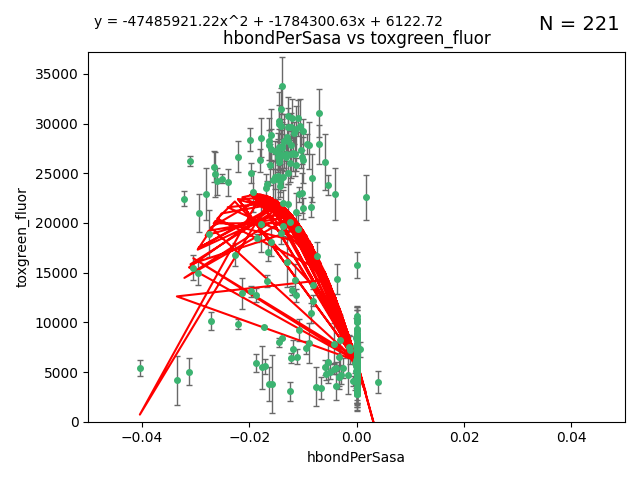 y = -47485921.22x^2 + -1784300.63x + 6122.72
N = 221
hbondPerSasa vs toxgreen_fluor
35000
30000
25000
20000
15000
10000
5000
0
toxgreen_fluor
−0.04
−0.02
0.00
0.02
0.04
hbondPerSasa